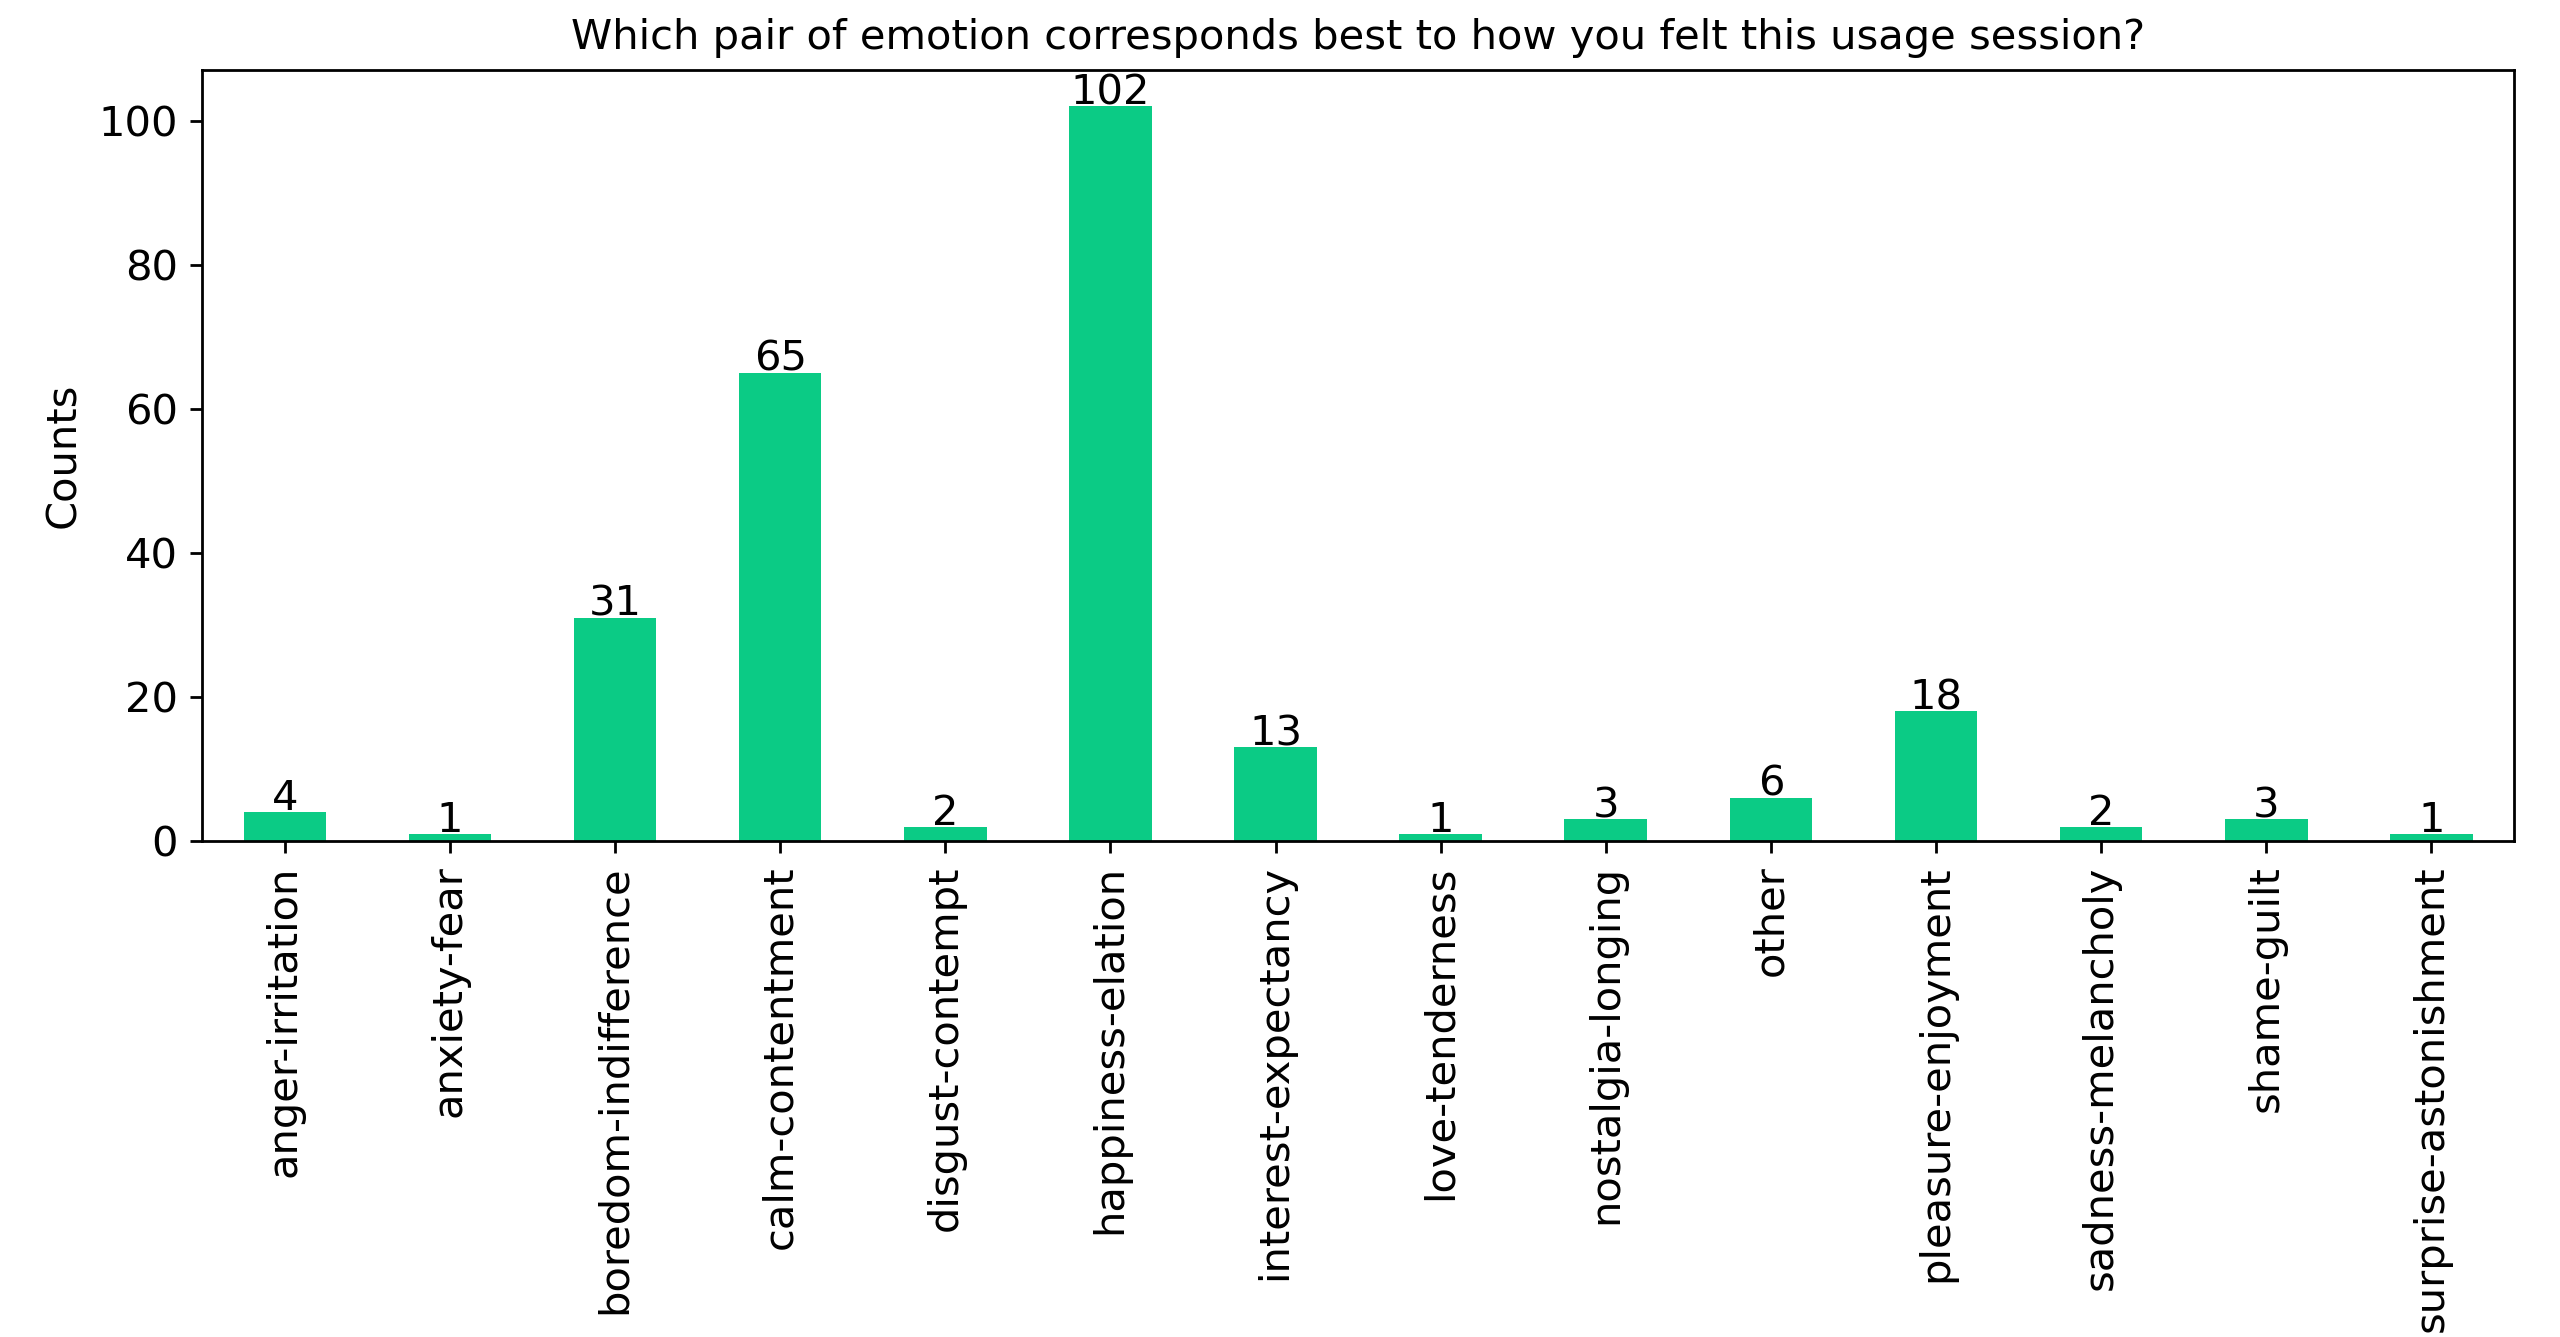 Which pair of emotion corresponds best to how you felt this usage session?
Counts
100
80
60
40
20
0
4
1
31
65
2
102
13
1
3
6
18
2
3
1
anger-irritation
anxiety-fear
boredom-indifference
calm-contentment
disgust-contempt
happiness-elation
interest-expectancy
love-tenderness
nostalgia-longing
other
pleasure-enjoyment
sadness-melancholy
shame-guilt
surprise-astonishment